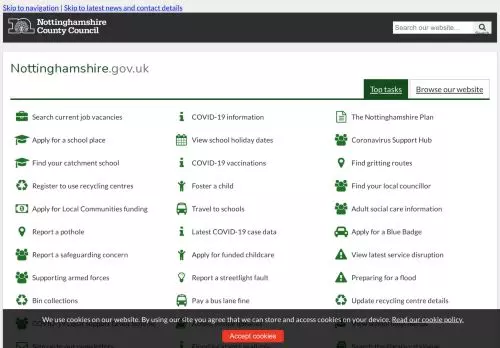 Skip to navigation | Skip to latest news and contact details
Nottinghamshire
County Council
Search our website...
Search
Nottinghamshire.gov.uk
Top tasks
Browse our website
Search current job vacancies
COVID-19 information
The Nottinghamshire Plan
Apply for a school place
View school holiday dates
Coronavirus Support Hub
Find your catchment school
COVID-19 vaccinations
Find gritting routes
Register to use recycling centres
Foster a child
Find your local councillor
Apply for Local Communities funding
Travel to schools
Adult social care information
Report a pothole
Latest COVID-19 case data
Apply for a Blue Badge
Report a safeguarding concern
Apply for funded childcare
View latest service disruption
Supporting armed forces
Report a streetlight fault
Preparing for a flood
Bin collections
Pay a bus lane fine
Update recycling centre details
We use cookies on our website. By using our site you agree that we can store and access cookies on your device. Read our cookie policy.
Accept cookies